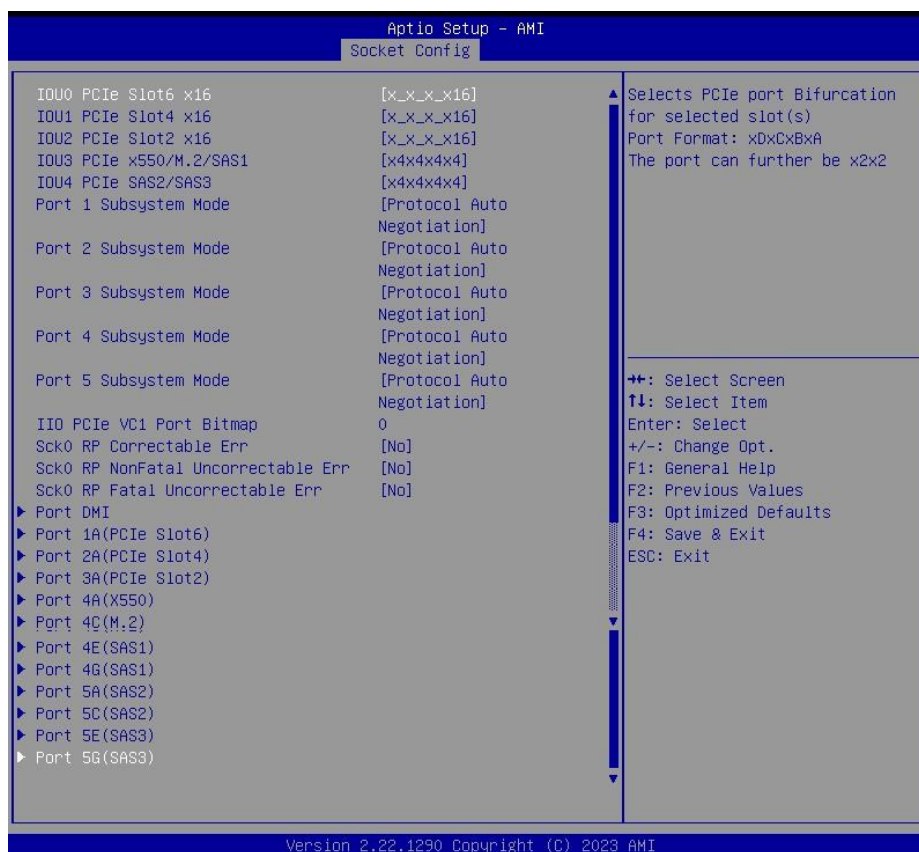 Aptio Setup – AMI
Socket Config
IOU0 PCIe Slot6 x16 [x_x_x_x16]
IOU1 PCIe Slot4 x16 [x_x_x_x16]
IOU2 PCIe Slot2 x16 [x_x_x_x16]
IOU3 PCIe x550/M.2/SAS1 [x4x4x4x4]
IOU4 PCIe SAS2/SAS3 [x4x4x4x4]
Port 1 Subsystem Mode [Protocol Auto
Negotiation]
Port 2 Subsystem Mode [Protocol Auto
Negotiation]
Port 3 Subsystem Mode [Protocol Auto
Negotiation]
Port 4 Subsystem Mode [Protocol Auto
Negotiation]
Port 5 Subsystem Mode [Protocol Auto
Negotiation]
IIO PCIe VC1 Port Bitmap 0
Sck0 RP Correctable Err [No]
Sck0 RP NonFatal Uncorrectable Err [No]
Sck0 RP Fatal Uncorrectable Err [No]
Port DMI
Port 1A(PCIe Slot6)
Port 2A(PCIe Slot4)
Port 3A(PCIe Slot2)
Port 4A(X550)
Port 4C(M.2)
Port 4E(SAS1)
Port 4G(SAS1)
Port 5A(SAS2)
Port 5C(SAS2)
Port 5E(SAS3)
Port 5G(SAS3)
Selects PCIe port Bifurcation
for selected slot(s)
Port Format: xDxCxBxA
The port can further be x2x2
→←: Select Screen
↑↓: Select Item
Enter: Select
+/-: Change Opt.
F1: General Help
F2: Previous Values
F3: Optimized Defaults
F4: Save & Exit
ESC: Exit
Version 2.22.1290 Copyright (C) 2023 AMI